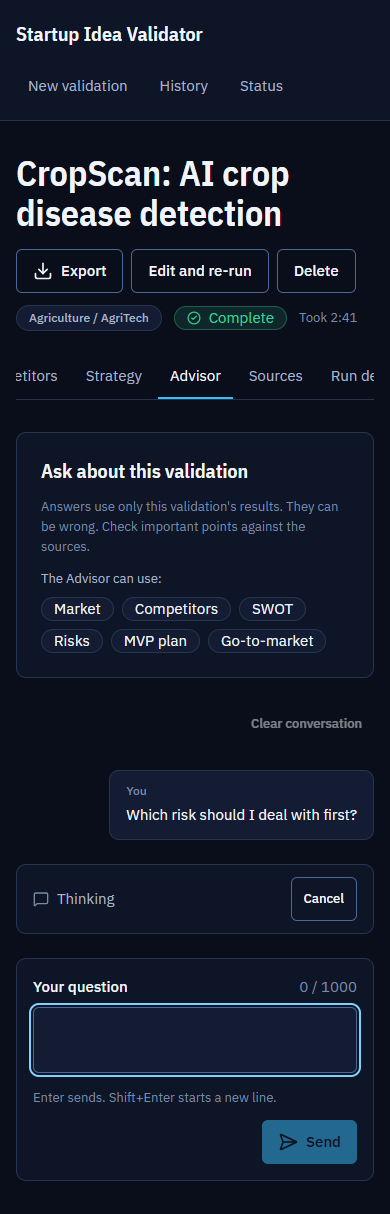 Startup Idea Validator
New validation History Status
CropScan: AI crop
disease detection
Export Edit and re-run Delete
Agriculture / AgriTech Complete Took 2:41
etitors Strategy Advisor Sources Run de
Ask about this validation
Answers use only this validation's results. They can
be wrong. Check important points against the
sources.
The Advisor can use:
Market Competitors SWOT
Risks MVP plan Go-to-market
Clear conversation
You
Which risk should I deal with first?
Thinking Cancel
Your question 0 / 1000
Enter sends. Shift+Enter starts a new line.
Send